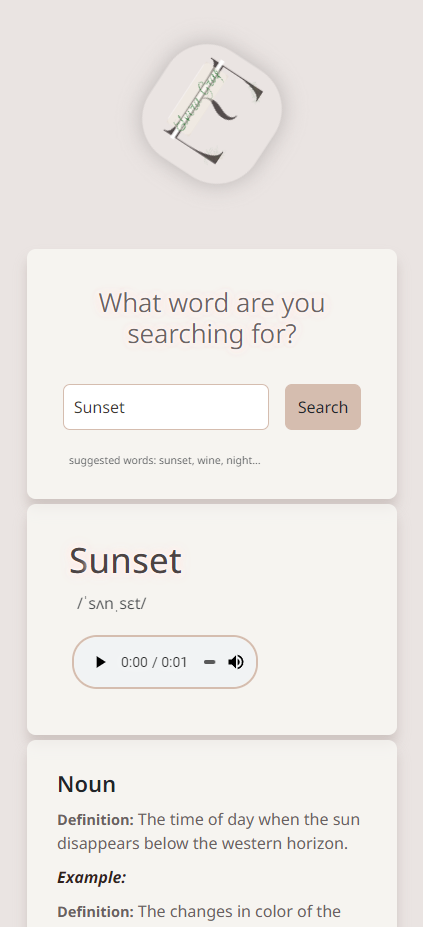 What word are you
searching for?
Sunset
Search
suggested words: sunset, wine, night...
Sunset
/ˈsʌnˌsɛt/
0:00 / 0:01
Noun
Definition: The time of day when the sun
disappears below the western horizon.
Example:
Definition: The changes in color of the